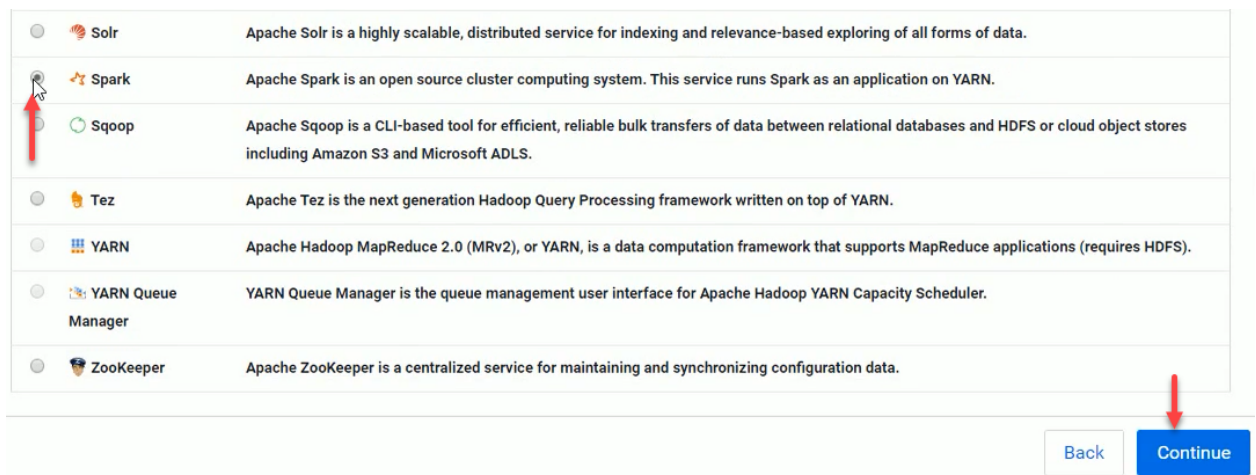 Solr Apache Solr is a highly scalable, distributed service for indexing and relevance-based exploring of all forms of data.
Spark Apache Spark is an open source cluster computing system. This service runs Spark as an application on YARN.
Sqoop Apache Sqoop is a CLI-based tool for efficient, reliable bulk transfers of data between relational databases and HDFS or cloud object stores
including Amazon S3 and Microsoft ADLS.
Tez Apache Tez is the next generation Hadoop Query Processing framework written on top of YARN.
YARN Apache Hadoop MapReduce 2.0 (MRv2), or YARN, is a data computation framework that supports MapReduce applications (requires HDFS).
YARN Queue YARN Queue Manager is the queue management user interface for Apache Hadoop YARN Capacity Scheduler.
Manager
ZooKeeper Apache ZooKeeper is a centralized service for maintaining and synchronizing configuration data.
Back Continue